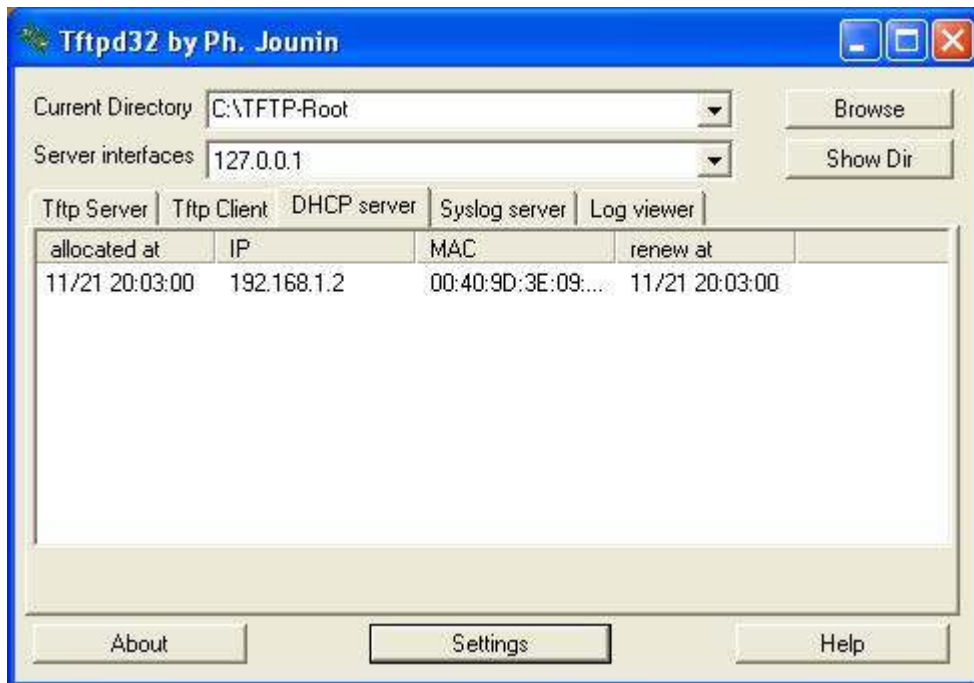 Tftpd32 by Ph. Jounin
Current Directory C:\TFTP-Root Browse
Server interfaces 127.0.0.1 Show Dir
Tftp Server Tftp Client DHCP server Syslog server Log viewer
allocated at IP MAC renew at
11/21 20:03:00 192.168.1.2 00:40:9D:3E:09:... 11/21 20:03:00
About Settings Help